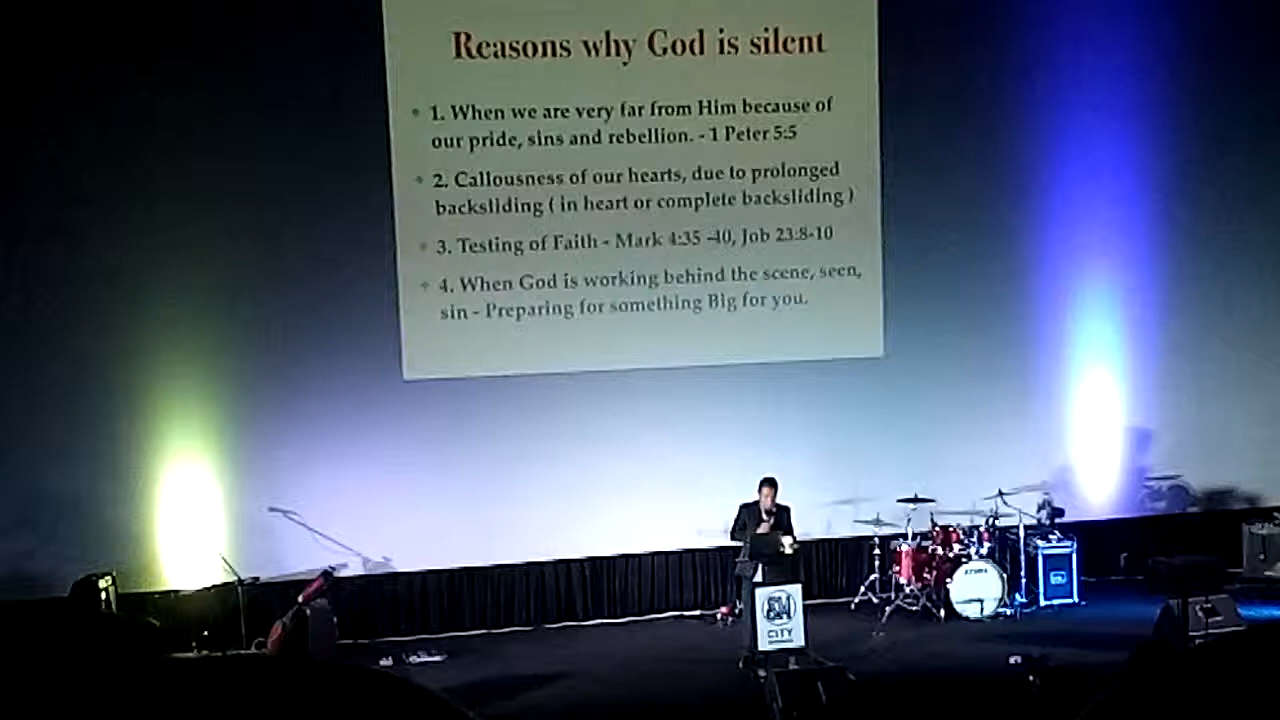 Reasons why God is silent
1. When we are very far from Him because of
our pride, sins and rebellion. - 1 Peter 5:5
2. Callousness of our hearts, due to prolonged
backsliding ( in heart or complete backsliding )
3. Testing of Faith - Mark 4:35 -40, Job 23:8-10
4. When God is working behind the scene, seen,
sin - Preparing for something Big for you.
SM
CITY
TAMA